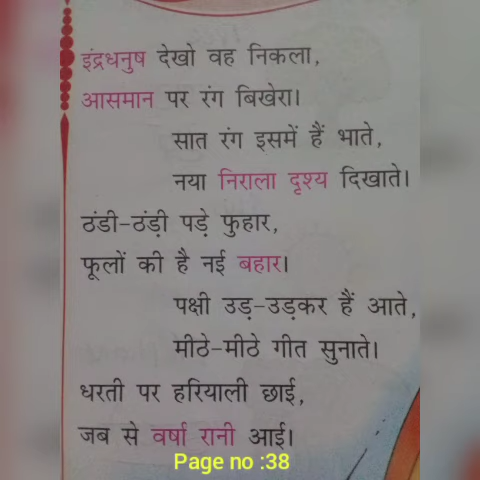 इंद्रधनुष देखो वह निकला,
आसमान पर रंग बिखेरा।
सात रंग इसमें हैं भाते,
नया निराला दृश्य दिखाते।
ठंडी-ठंड़ी पड़े फुहार,
फूलों की है नई बहार।
पक्षी उड़-उड़कर हैं आते,
मीठे-मीठे गीत सुनाते।
धरती पर हरियाली छाई,
जब से वर्षा रानी आई।
Page no :38